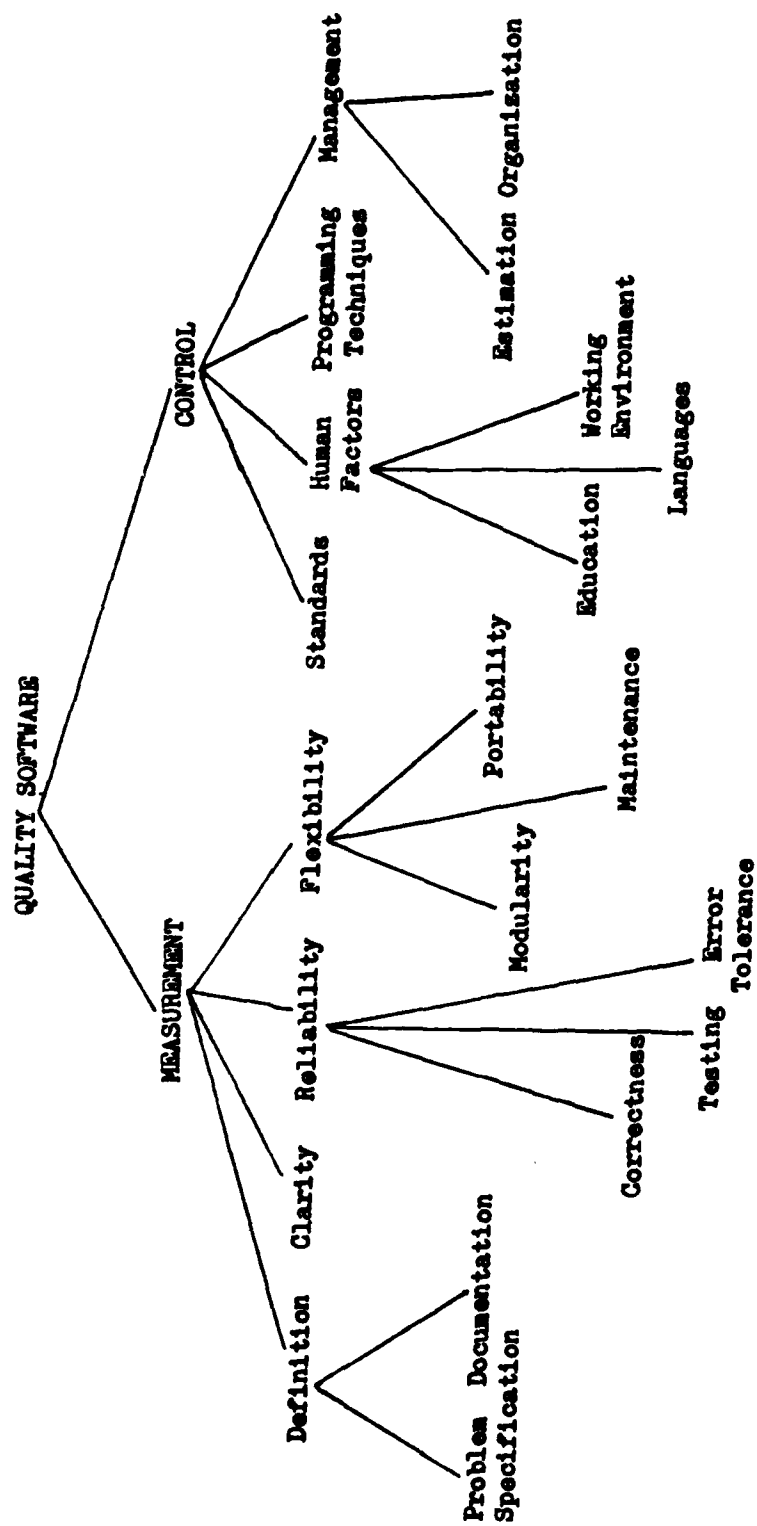 QUALITY SOFTWARE
MEASUREMENT
CONTROL
Definition
Clarity
Reliability
Flexibility
Standards
Human
Factors
Programming
Techniques
Management
Problem
Specification
Documentation
Correctness
Testing
Error
Tolerance
Modularity
Maintenance
Portability
Education
Languages
Working
Environment
Estimation
Organization